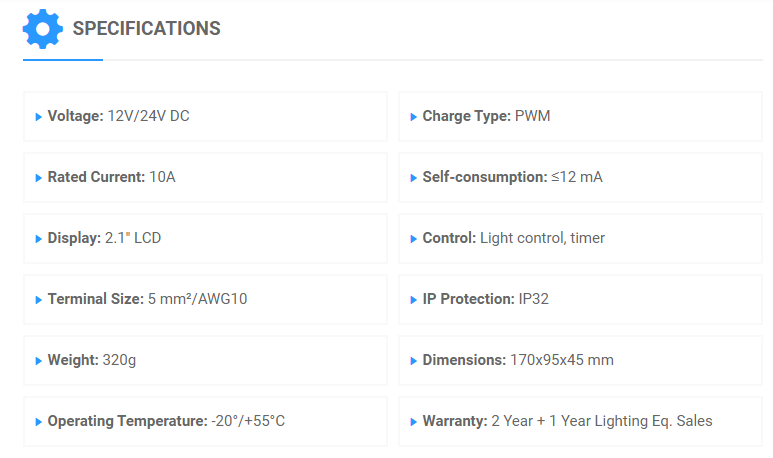 SPECIFICATIONS
Voltage: 12V/24V DC
Charge Type: PWM
Rated Current: 10A
Self-consumption: ≤12 mA
Display: 2.1" LCD
Control: Light control, timer
Terminal Size: 5 mm²/AWG10
IP Protection: IP32
Weight: 320g
Dimensions: 170x95x45 mm
Operating Temperature: -20°/+55°C
Warranty: 2 Year + 1 Year Lighting Eq. Sales